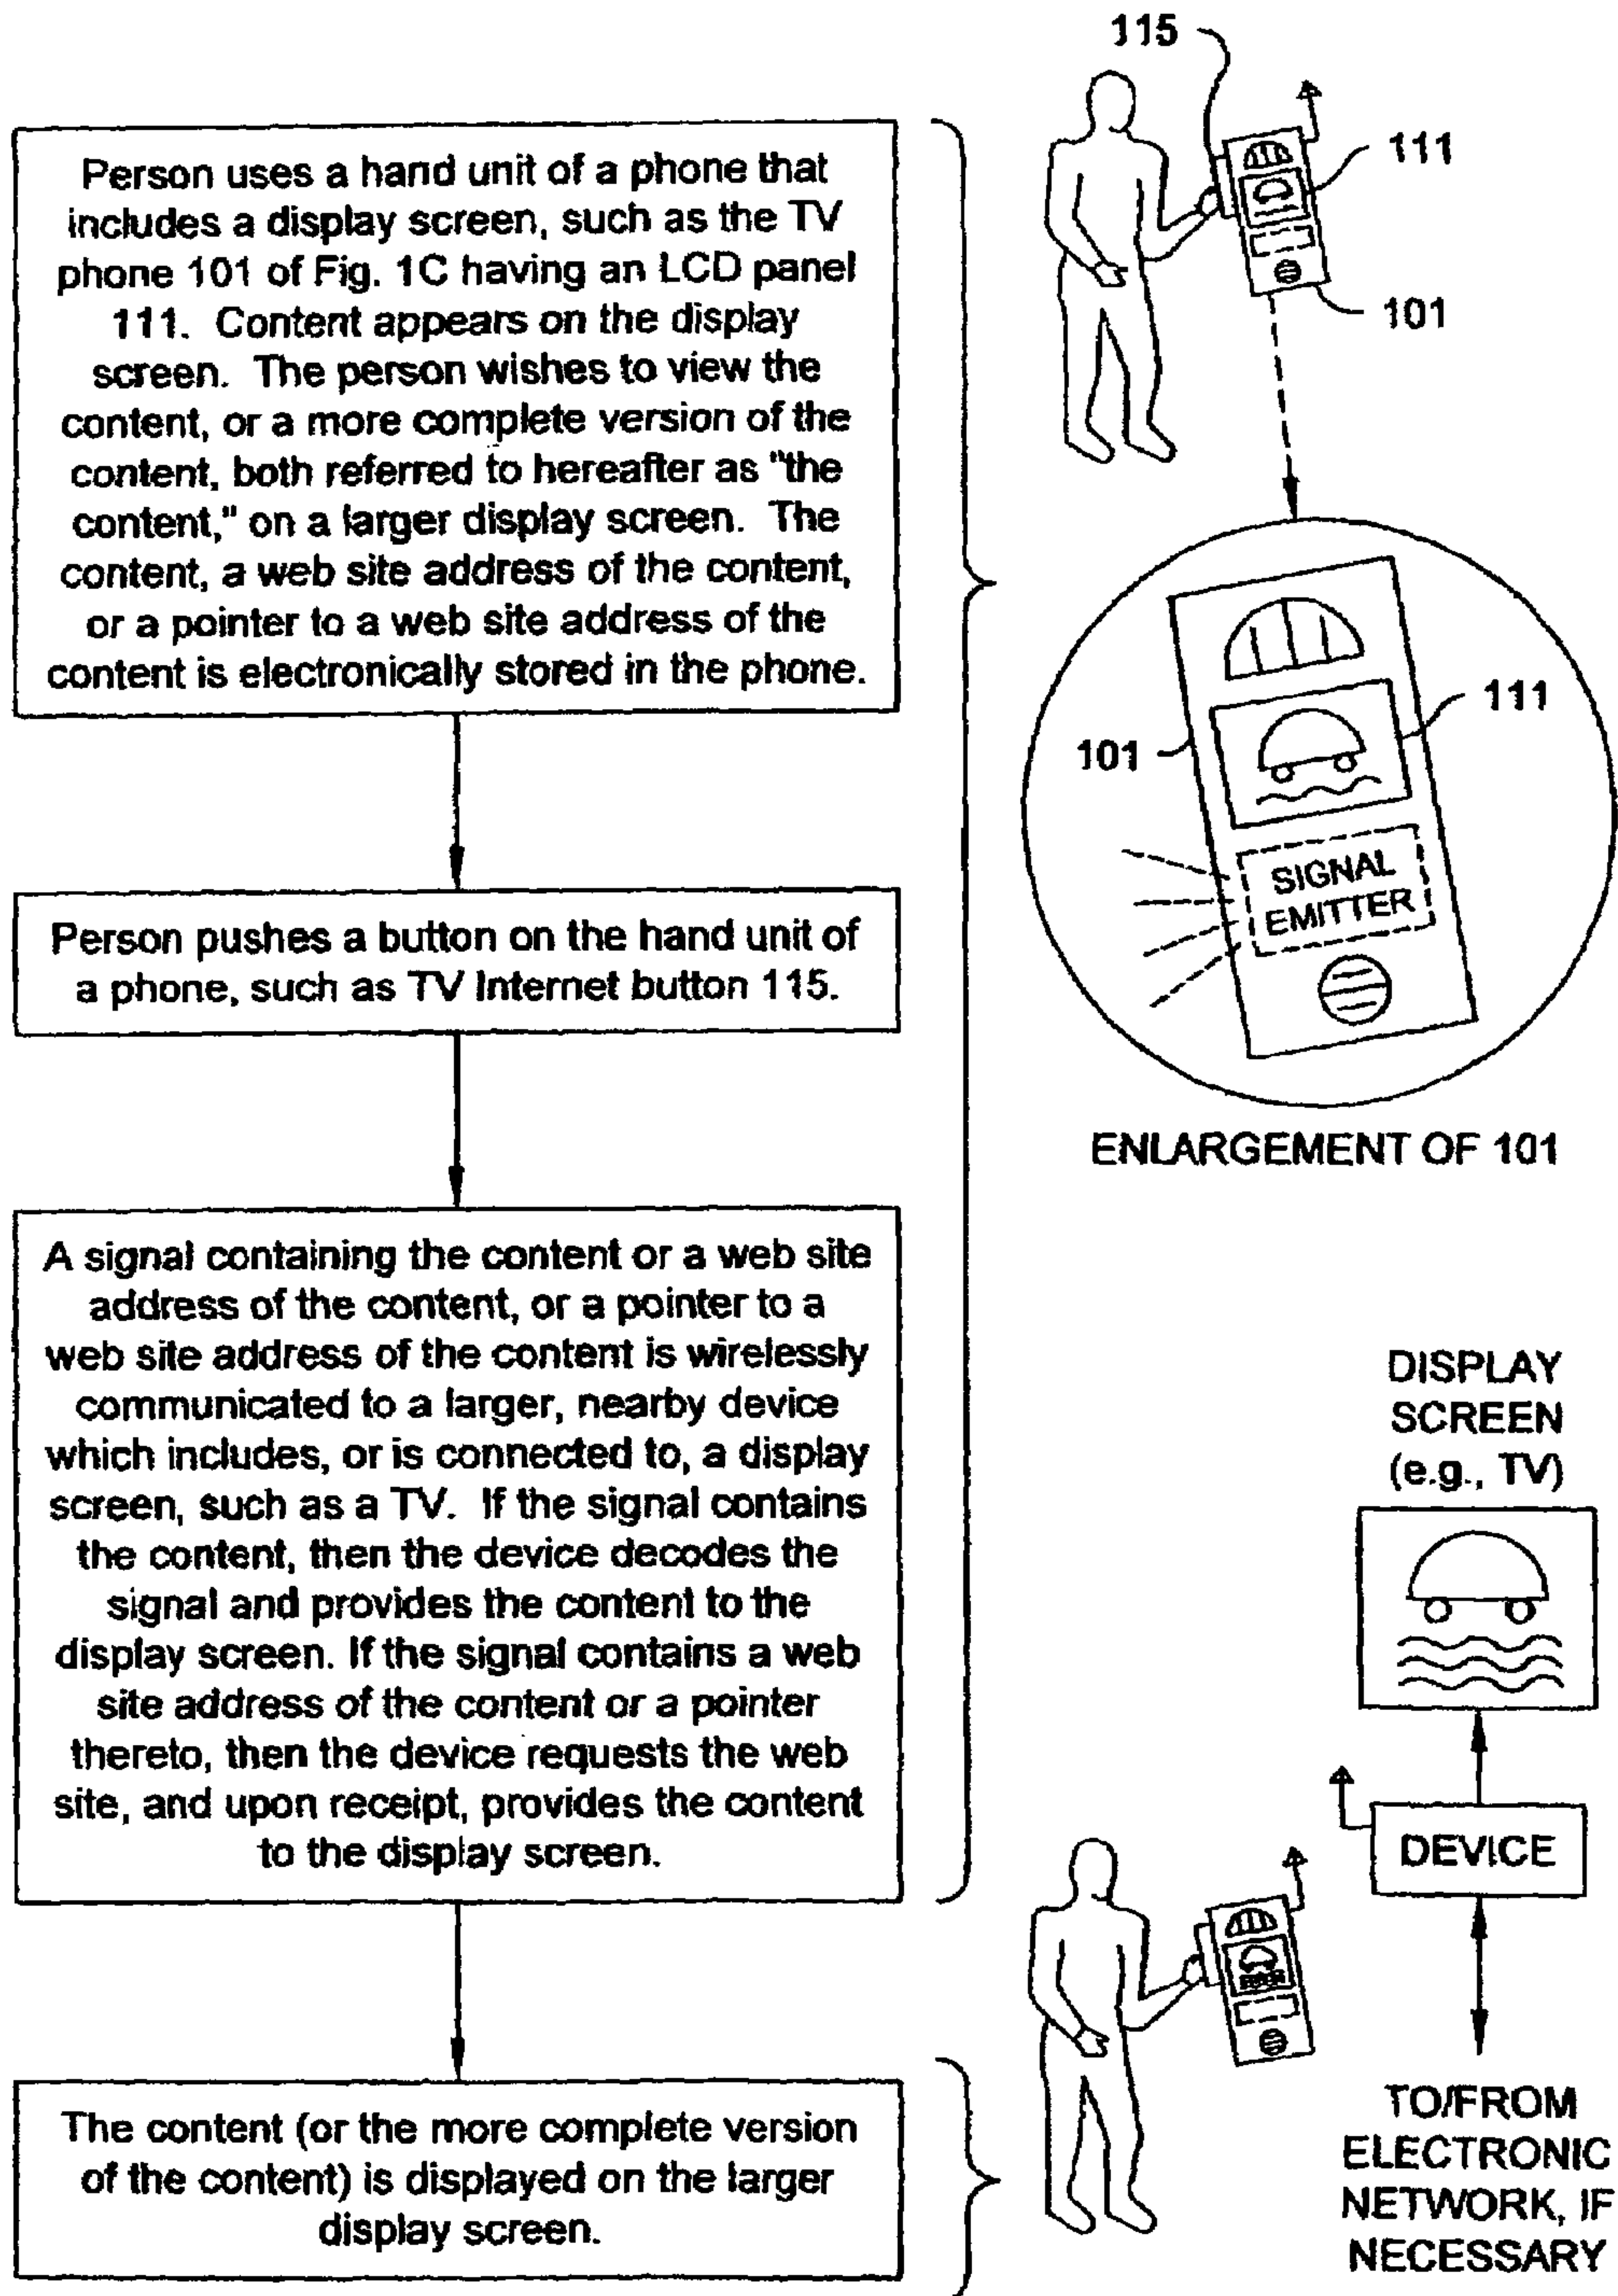 Person uses a hand unit of a phone that
includes a display screen, such as the TV
phone 101 of Fig. 1C having an LCD panel
111. Content appears on the display
screen. The person wishes to view the
content, or a more complete version of the
content, both referred to hereafter as "the
content," on a larger display screen. The
content, a web site address of the content,
or a pointer to a web site address of the
content is electronically stored in the phone.
Person pushes a button on the hand unit of
a phone, such as TV Internet button 115.
A signal containing the content or a web site
address of the content, or a pointer to a
web site address of the content is wirelessly
communicated to a larger, nearby device
which includes, or is connected to, a display
screen, such as a TV. If the signal contains
the content, then the device decodes the
signal and provides the content to the
display screen. If the signal contains a web
site address of the content or a pointer
thereto, then the device requests the web
site, and upon receipt, provides the content
to the display screen.
The content (or the more complete version
of the content) is displayed on the larger
display screen.
115
111
101
111
101
SIGNAL
EMITTER
ENLARGEMENT OF 101
DISPLAY
SCREEN
(e.g., TV)
DEVICE
TO/FROM
ELECTRONIC
NETWORK, IF
NECESSARY